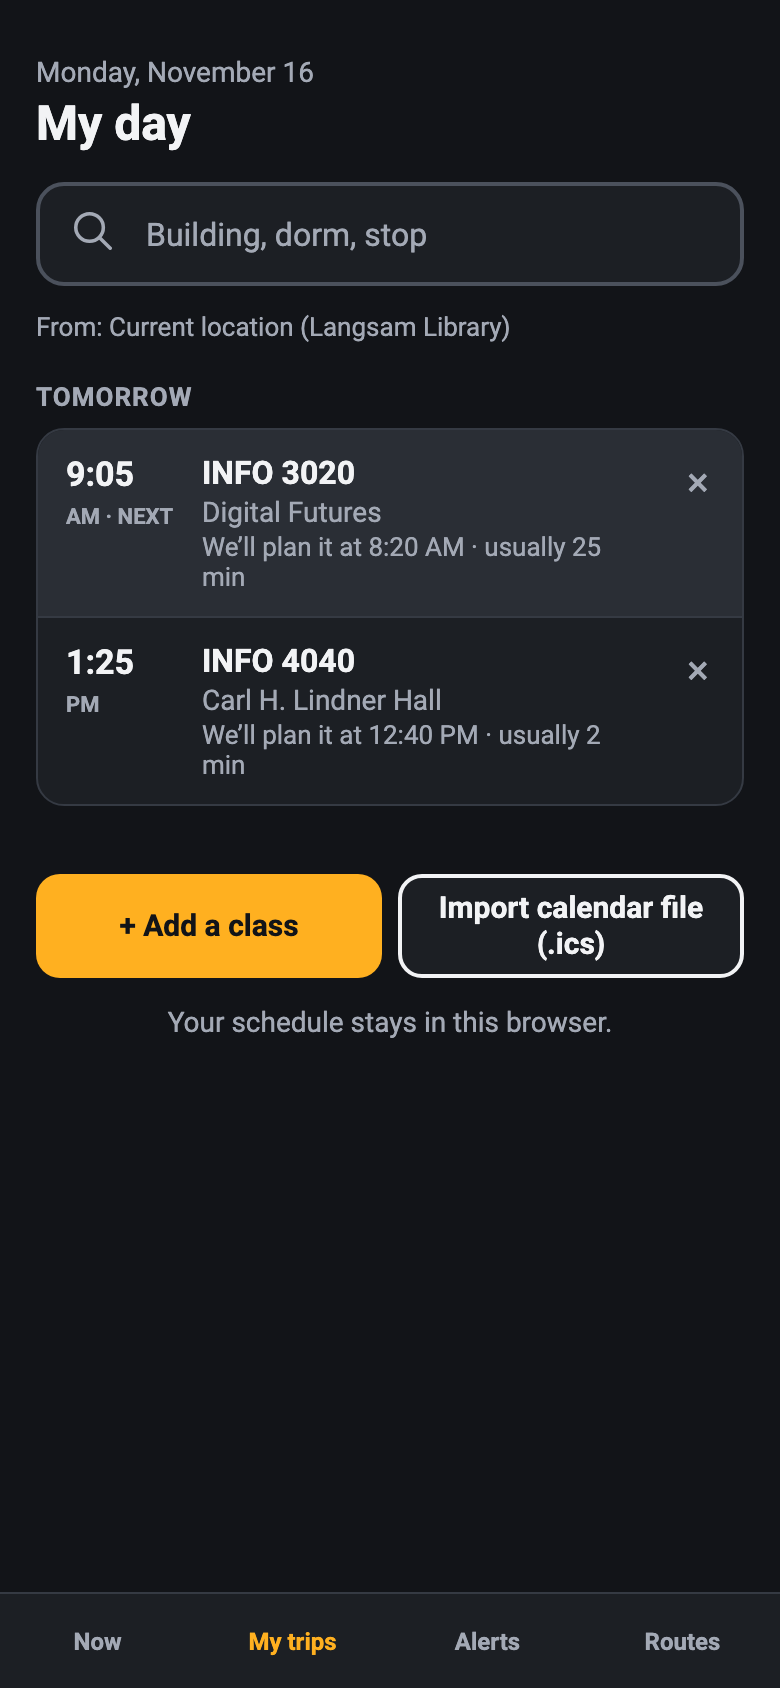 Monday, November 16
My day
Building, dorm, stop
From: Current location (Langsam Library)
TOMORROW
9:05
AM · NEXT
INFO 3020
Digital Futures
We’ll plan it at 8:20 AM · usually 25
min
×
1:25
PM
INFO 4040
Carl H. Lindner Hall
We’ll plan it at 12:40 PM · usually 2
min
×
+ Add a class
Import calendar file
(.ics)
Your schedule stays in this browser.
Now
My trips
Alerts
Routes